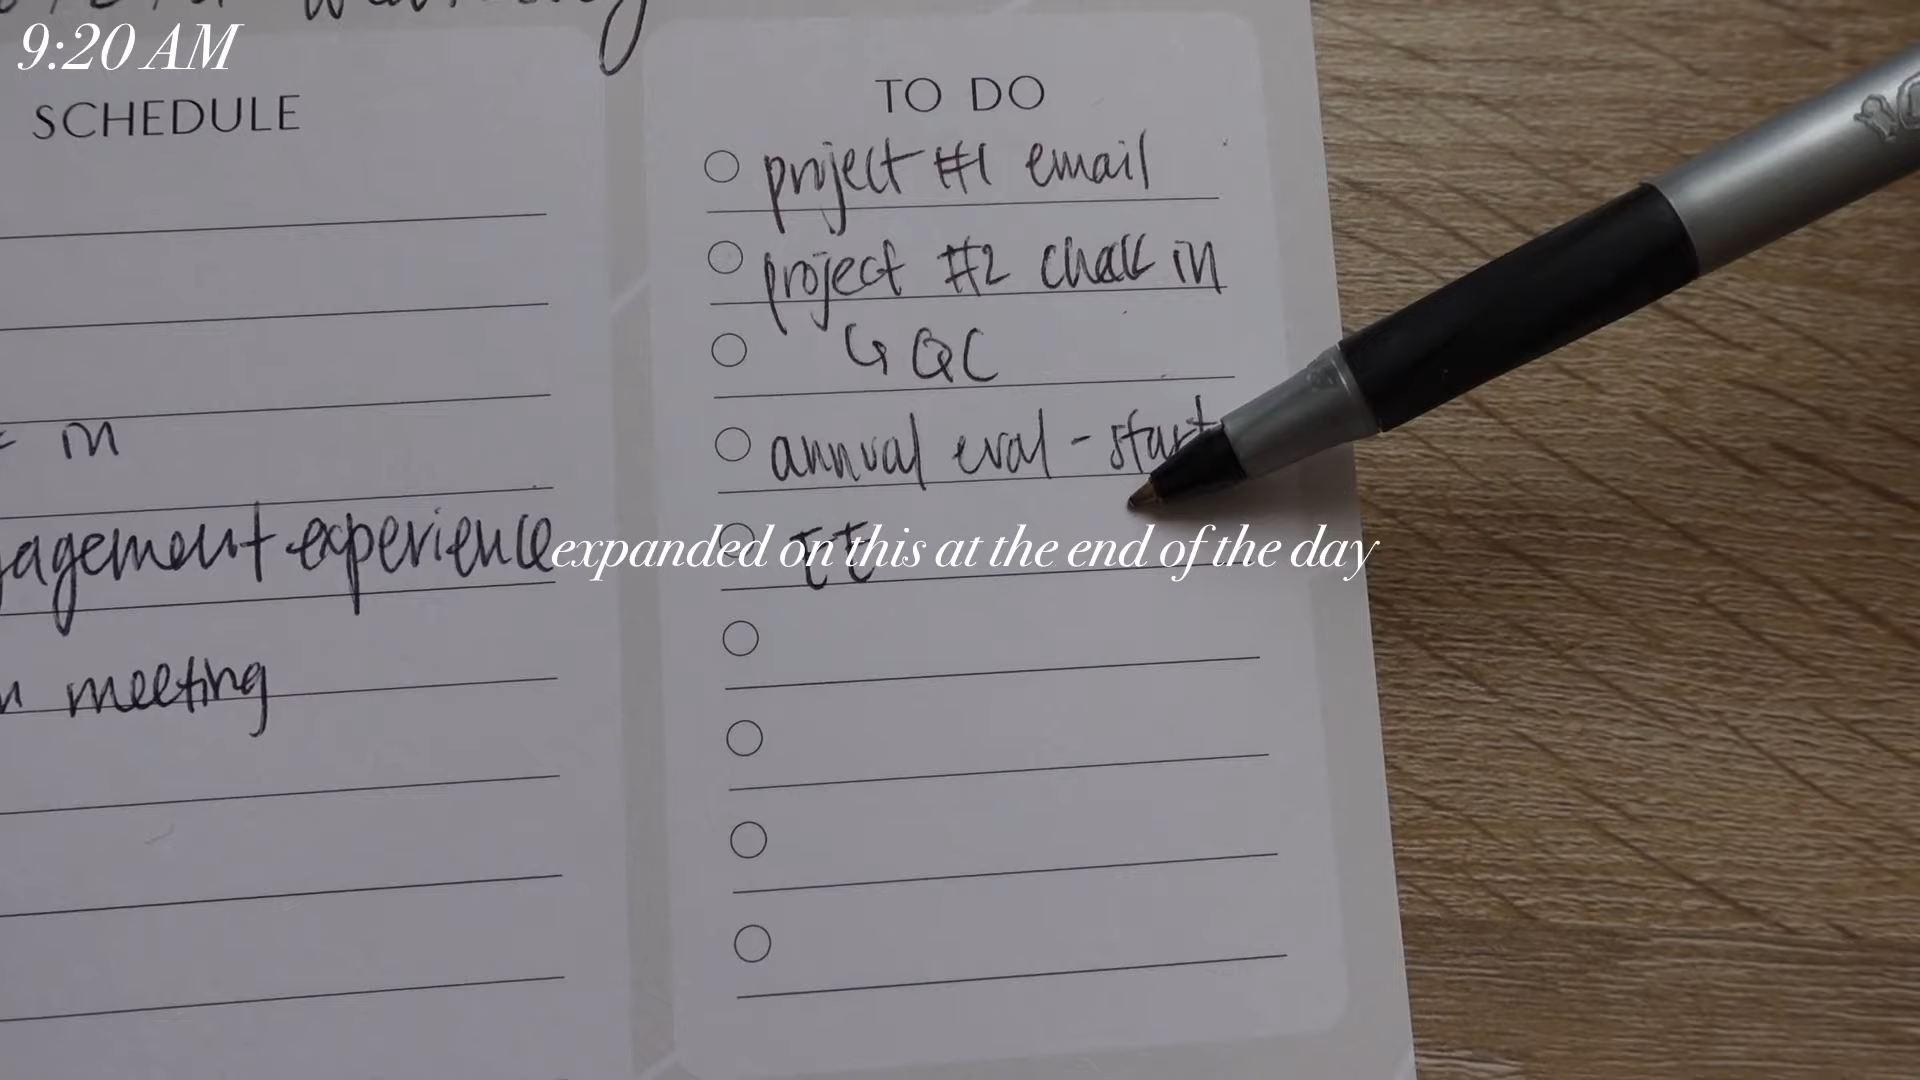 9:20 AM
SCHEDULE
in
agement experience
meeting
TO DO
project #1 email
project #2 check in
QC
annual eval - start
expanded on this at the end of the day